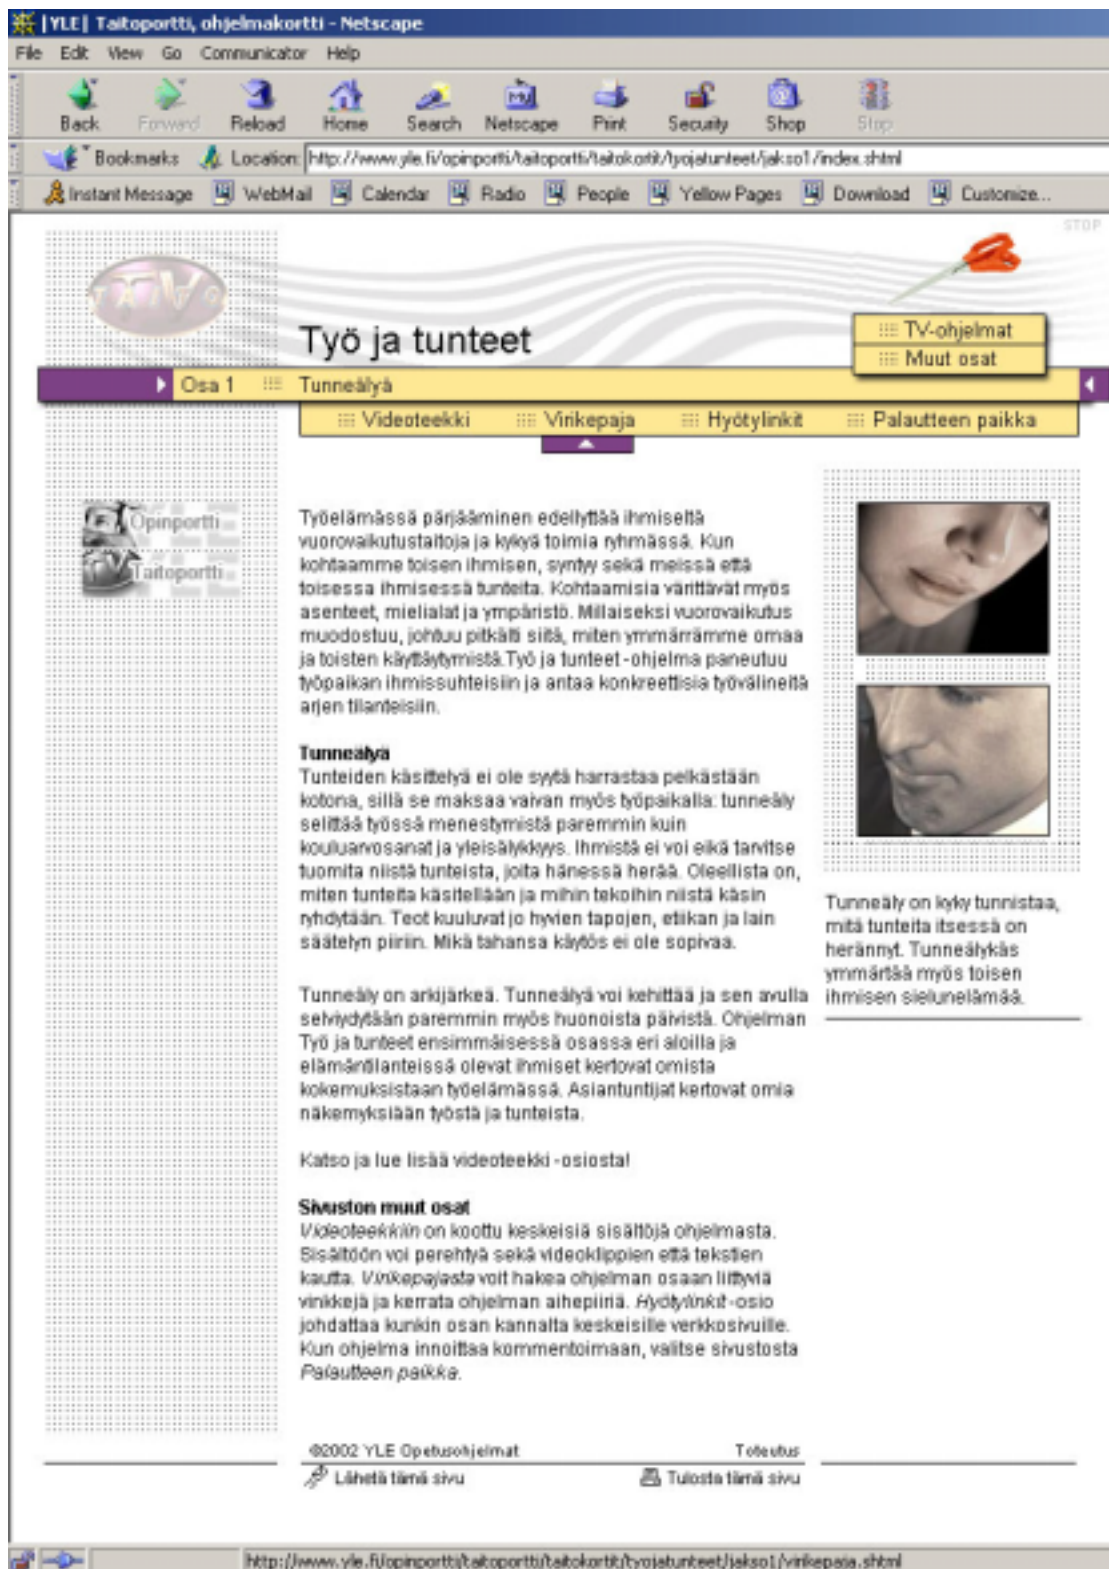 |YLE| Taitoportti, ohjelmakortti - Netscape
File Edit View Go Communicator Help
Back Forward Reload Home Search Netscape Print Security Shop Stop
Bookmarks Location: http://www.yle.fi/opinportti/taitoportti/taitokortit/tyojatunteet/jakso1/index.shtml
Instant Message WebMail Calendar Radio People Yellow Pages Download Customize...
STOP
TAITO
Työ ja tunteet
TV-ohjelmat
Muut osat
Osa 1 Tunneälyä
Videoteekki Virikepaja Hyötylinkit Palautteen paikka
Opinportti
Taitoportti
Työelämässä pärjääminen edellyttää ihmiseltä
vuorovaikutustaitoja ja kykyä toimia ryhmässä. Kun
kohtaamme toisen ihmisen, syntyy sekä meissä että
toisessa ihmisessä tunteita. Kohtaamisia värittävät myös
asenteet, mielialat ja ympäristö. Millaiseksi vuorovaikutus
muodostuu, johtuu pitkälti siitä, miten ymmärrämme omaa
ja toisten käyttäytymistä.Työ ja tunteet -ohjelma paneutuu
työpaikan ihmissuhteisiin ja antaa konkreettisia työvälineitä
arjen tilanteisiin.
Tunneälyä
Tunteiden käsittelyä ei ole syytä harrastaa pelkästään
kotona, sillä se maksaa vaivan myös työpaikalla: tunneäly
selittää työssä menestymistä paremmin kuin
kouluarvosanat ja yleisälykkyys. Ihmistä ei voi eikä tarvitse
tuomita niistä tunteista, joita hänessä herää. Oleellista on,
miten tunteita käsitellään ja mihin tekoihin niistä käsin
ryhdytään. Teot kuuluvat jo hyvien tapojen, etiikan ja lain
säätelyn piiriin. Mikä tahansa käytös ei ole sopivaa.
Tunneäly on arkijärkeä. Tunneälyä voi kehittää ja sen avulla
selviydytään paremmin myös huonoista päivistä. Ohjelman
Työ ja tunteet ensimmäisessä osassa eri aloilla ja
elämäntilanteissä olevat ihmiset kertovat omista
kokemuksistaan työelämässä. Asiantuntijat kertovat omia
näkemyksiään työstä ja tunteista.
Katso ja lue lisää videoteekki -osiosta!
Sivuston muut osat
Videoteekkiin on koottu keskeisiä sisältöjä ohjelmasta.
Sisältöön voi perehtyä sekä videoklippien että tekstien
kautta. Virikepajasta voit hakea ohjelman osaan liittyviä
vinkkejä ja kerrata ohjelman aihepiiriä. Hyötylinkit -osio
johdattaa kunkin osan kannalta keskeisille verkkosivuille.
Kun ohjelma innoittaa kommentoimaan, valitse sivustosta
Palautteen paikka.
Tunneäly on kyky tunnistaa,
mitä tunteita itsessä on
herännyt. Tunneälykäs
ymmärtää myös toisen
ihmisen sielunelämää.
©2002 YLE Opetusohjelmat Toteutus
Lähetä tämä sivu Tulosta tämä sivu
http://www.yle.fi/opinportti/taitoportti/taitokortit/tyojatunteet/jakso1/virikepaja.shtml